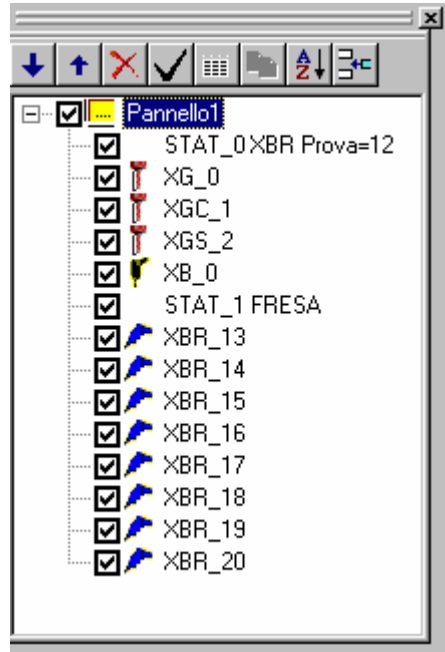 A
Z
Pannello1
STAT_0 XBR Prova=12
XG_0
XGC_1
XGS_2
XB_0
STAT_1 FRESA
XBR_13
XBR_14
XBR_15
XBR_16
XBR_17
XBR_18
XBR_19
XBR_20